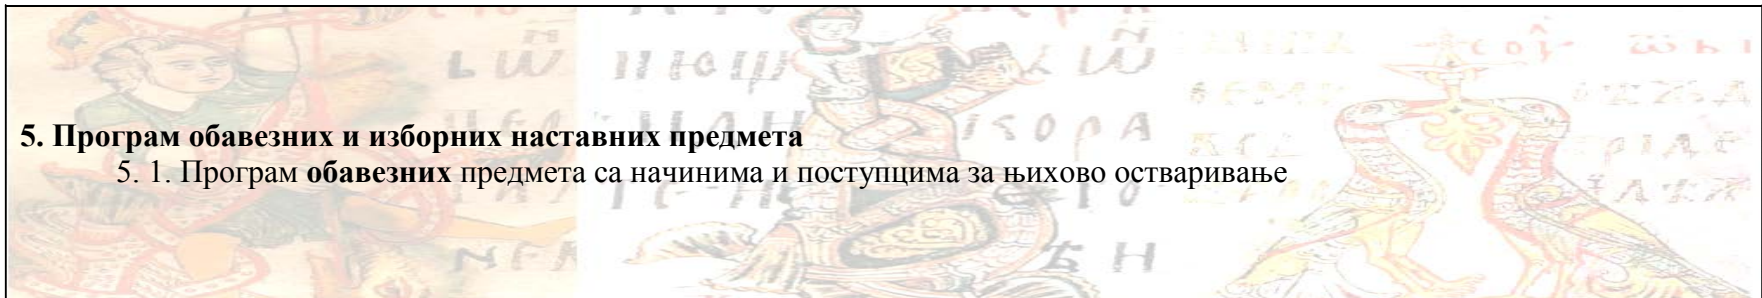 5. Програм обавезних и изборних наставних предмета
5. 1. Програм обавезних предмета са начинима и поступцима за њихово остваривање